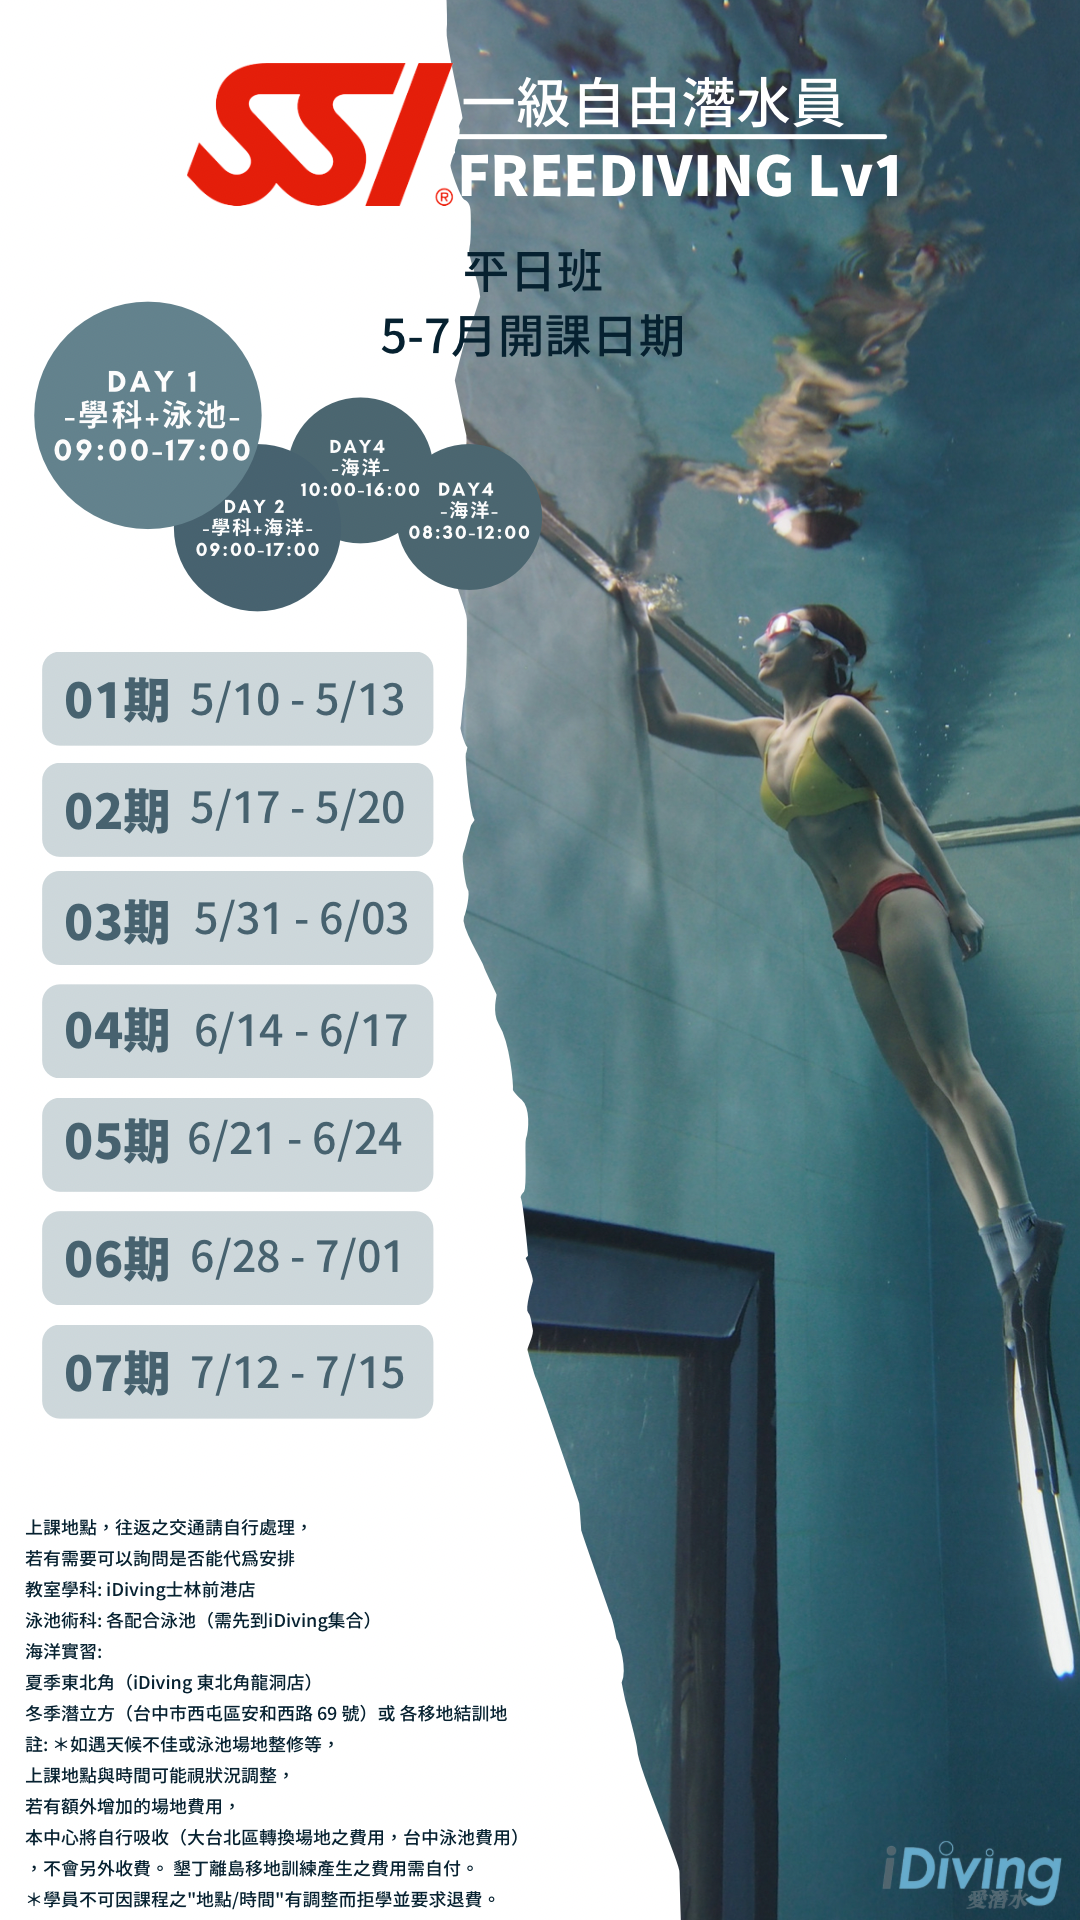 SSI®
一級自由潛水員
FREEDIVING Lv1
平日班
5-7月開課日期
DAY 1
-學科+泳池-
09:00-17:00
DAY 2
-學科+海洋-
09:00-17:00
DAY4
-海洋-
10:00-16:00
DAY4
-海洋-
08:30-12:00
01期 5/10 - 5/13
02期 5/17 - 5/20
03期 5/31 - 6/03
04期 6/14 - 6/17
05期 6/21 - 6/24
06期 6/28 - 7/01
07期 7/12 - 7/15
上課地點，往返之交通請自行處理，
若有需要可以詢問是否能代為安排
教室學科: iDiving士林前港店
泳池術科: 各配合泳池（需先到iDiving集合）
海洋實習:
夏季東北角（iDiving 東北角龍洞店）
冬季潛立方（台中市西屯區安和西路 69 號）或 各移地結訓地
註: ＊如遇天候不佳或泳池場地整修等，
上課地點與時間可能視狀況調整，
若有額外增加的場地費用，
本中心將自行吸收（大台北區轉換場地之費用，台中泳池費用）
，不會另外收費。 墾丁離島移地訓練產生之費用需自付。
＊學員不可因課程之"地點/時間"有調整而拒學並要求退費。
iDiving
愛潛水